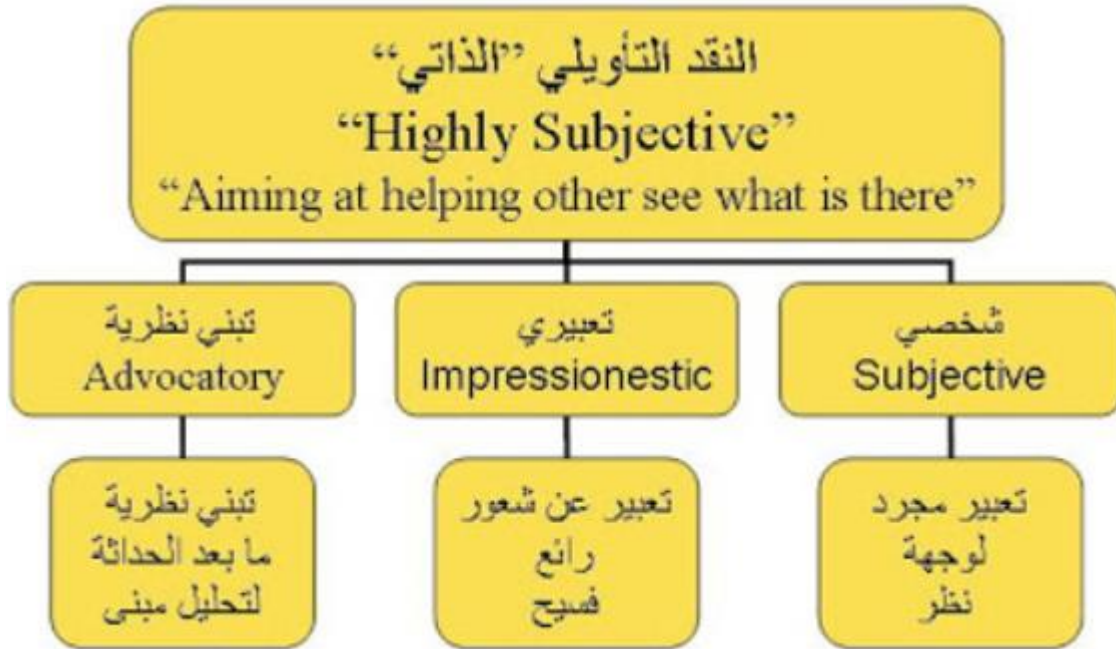 النقد التأويلي ”الذاتي“
“Highly Subjective”
“Aiming at helping other see what is there”
شخصي
Subjective
تعبيري
Impressionestic
تبني نظرية
Advocatory
تعبير مجرد
لوجهة
نظر
تعبير عن شعور
رائع
فسيح
تبني نظرية
ما بعد الحداثة
لتحليل مبنى